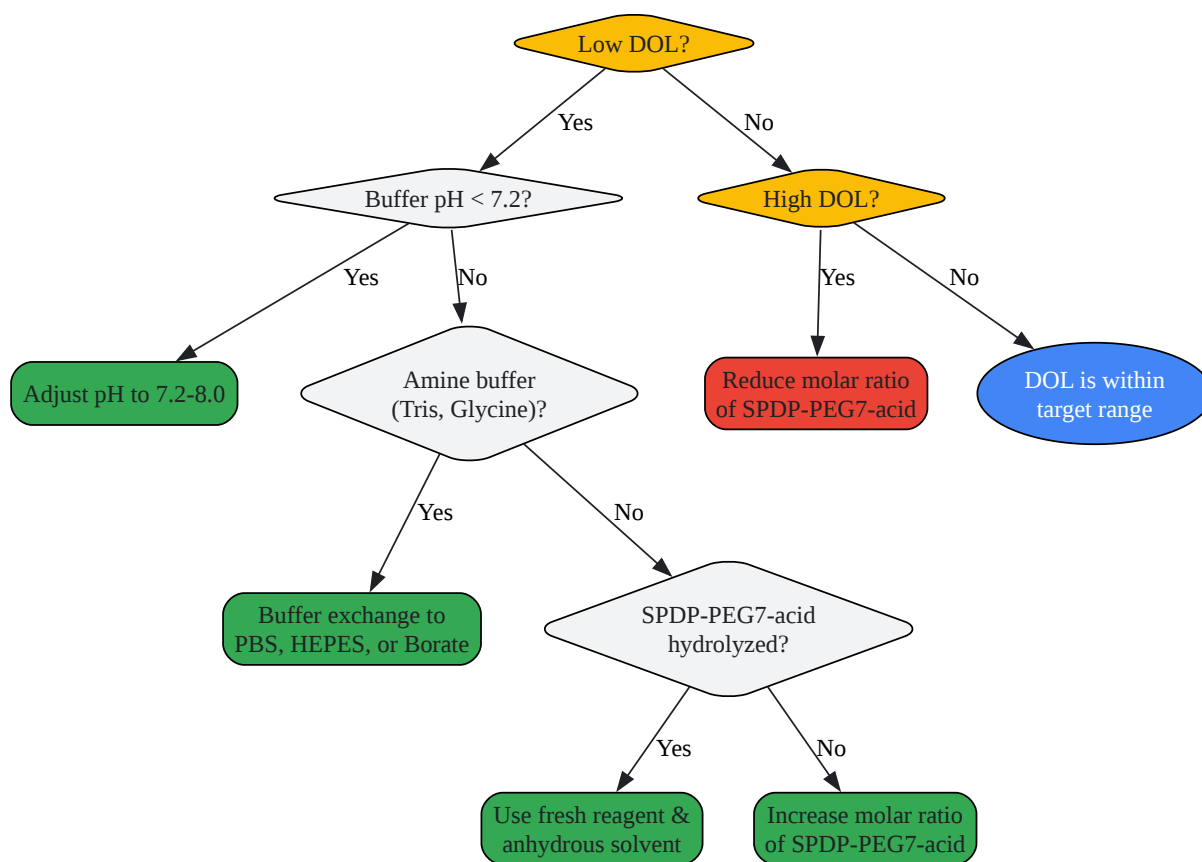 Low DOL?
Yes
No
Buffer pH < 7.2?
High DOL?
Yes
No
Yes
No
Adjust pH to 7.2-8.0
Amine buffer
(Tris, Glycine)?
Reduce molar ratio
of SPDP-PEG7-acid
DOL is within
target range
Yes
No
Buffer exchange to
PBS, HEPES, or Borate
SPDP-PEG7-acid
hydrolyzed?
Yes
No
Use fresh reagent &
anhydrous solvent
Increase molar ratio
of SPDP-PEG7-acid